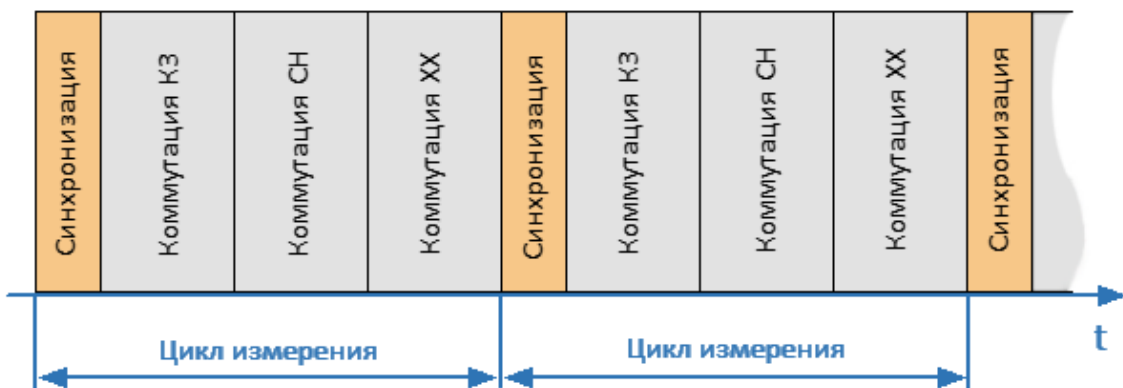 Синхронизация
Коммутация КЗ
Коммутация СН
Коммутация ХХ
Синхронизация
Коммутация КЗ
Коммутация СН
Коммутация ХХ
Синхронизация
t
Цикл измерения
Цикл измерения